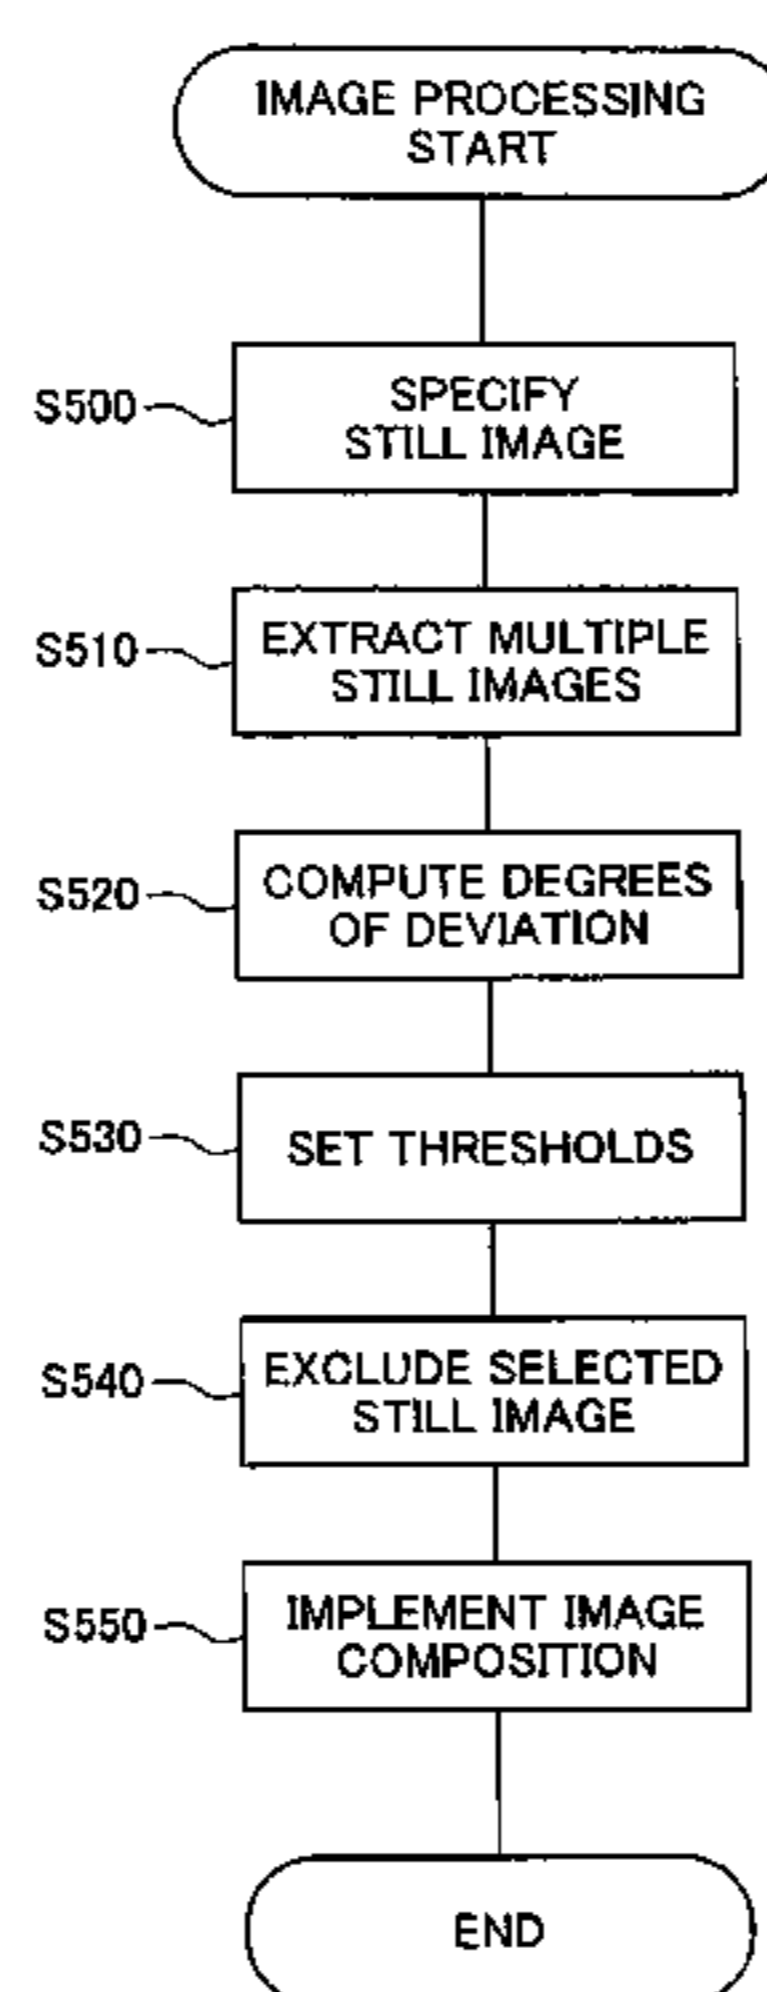 IMAGE PROCESSING
START
S500
SPECIFY
STILL IMAGE
S510
EXTRACT MULTIPLE
STILL IMAGES
S520
COMPUTE DEGREES
OF DEVIATION
S530
SET THRESHOLDS
S540
EXCLUDE SELECTED
STILL IMAGE
S550
IMPLEMENT IMAGE
COMPOSITION
END